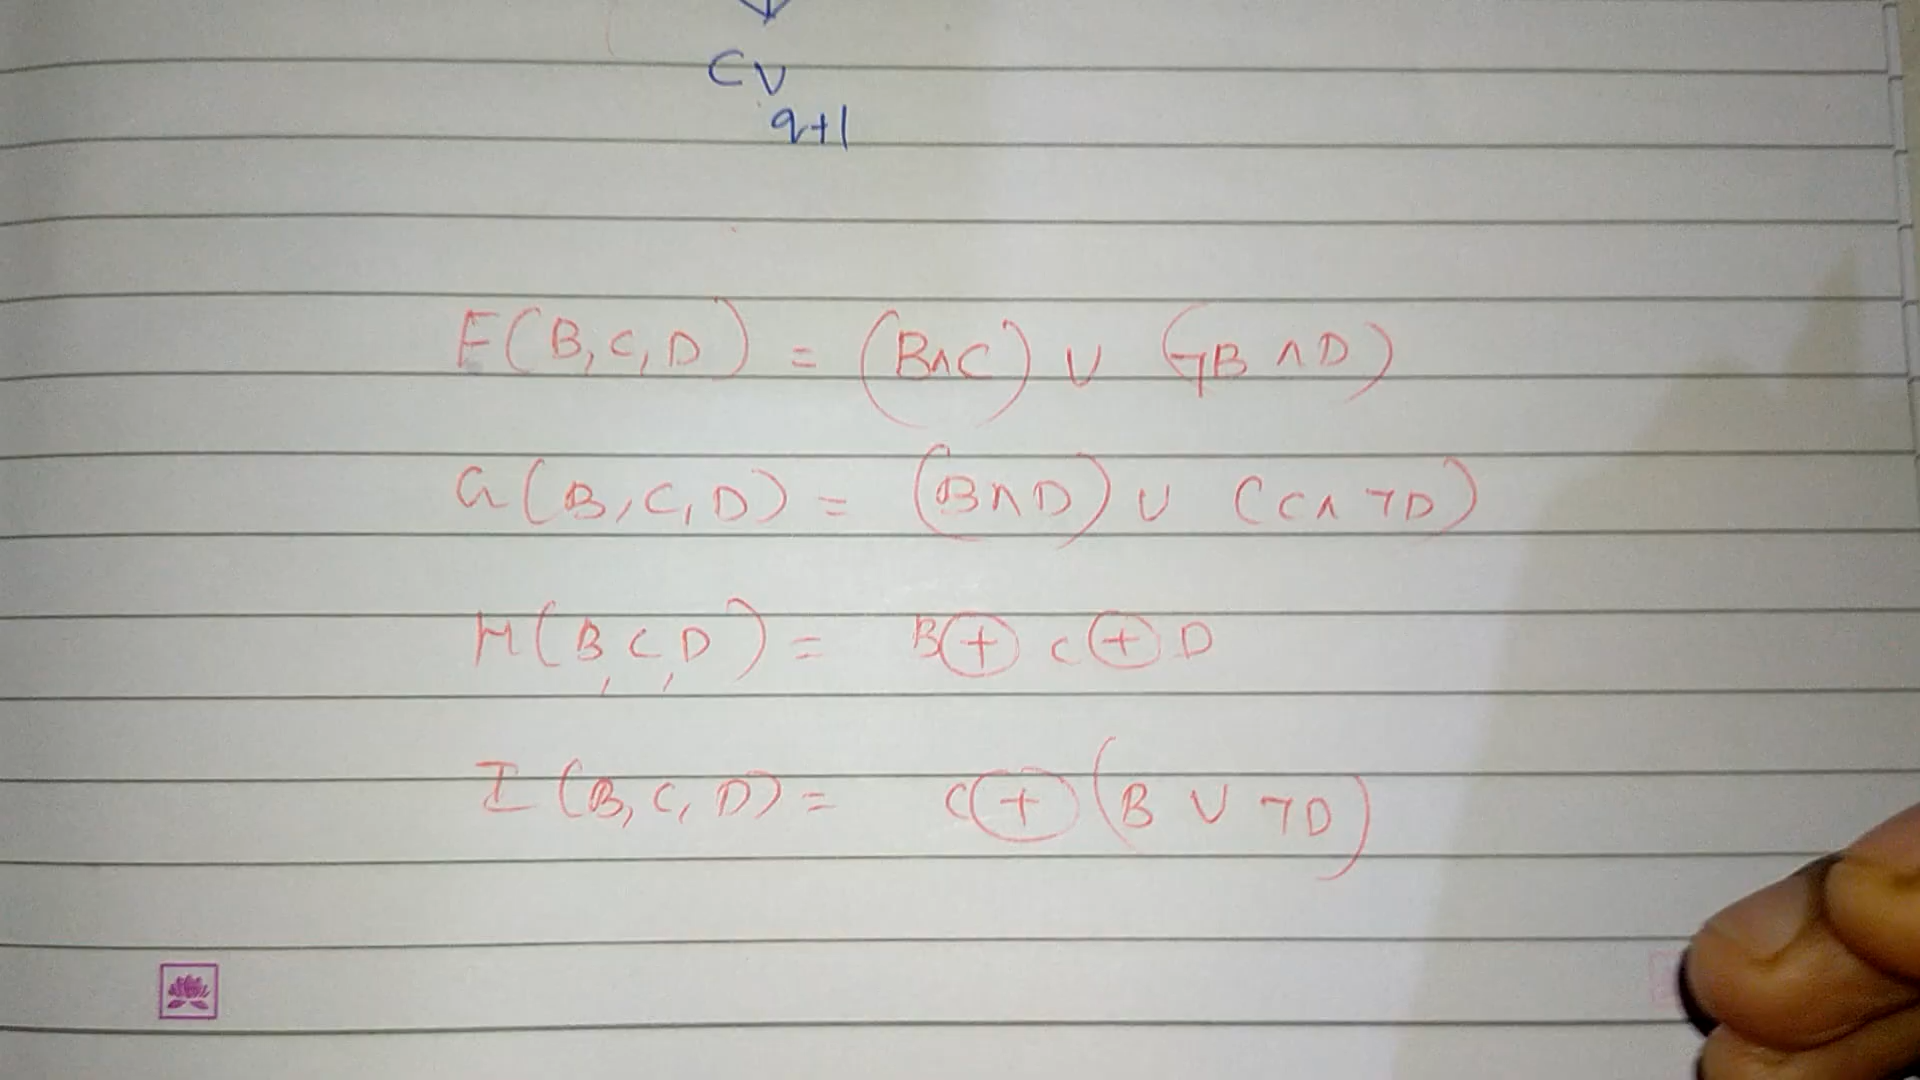 CV
q+1
F(B,C,D) = (B∧C) ∨ (¬B∧D)
G(B,C,D) = (B∧D) ∨ (C∧¬D)
H(B,C,D) = B⊕C⊕D
I(B,C,D) = C⊕(B∨¬D)